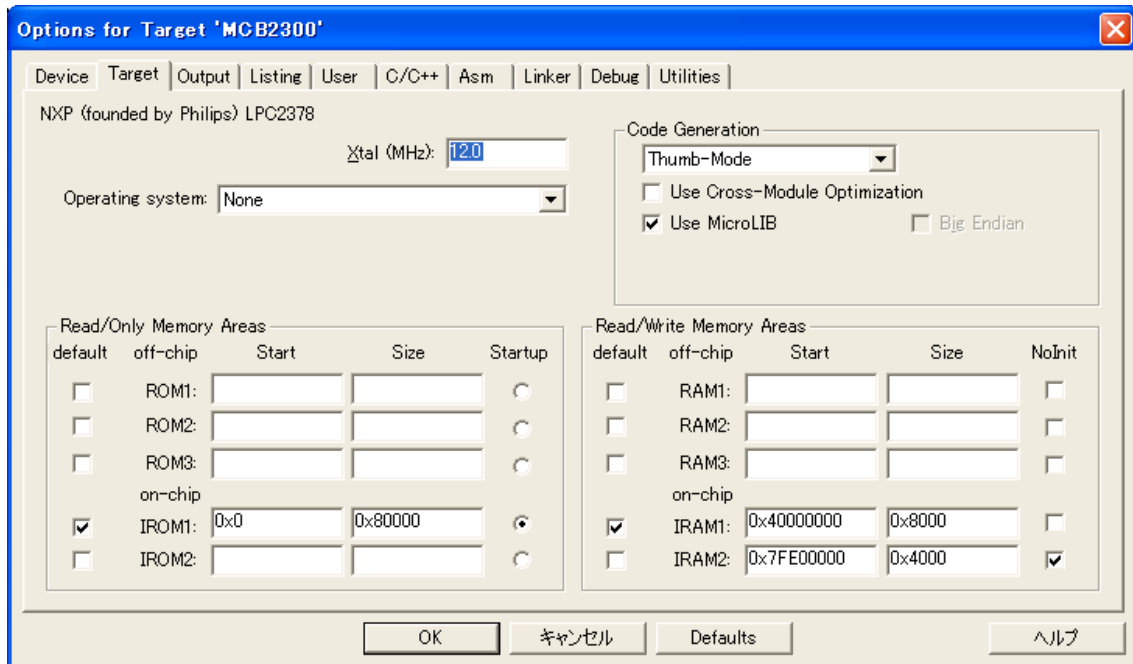 Options for Target 'MCB2300'
Device Target Output Listing User C/C++ Asm Linker Debug Utilities
NXP (founded by Philips) LPC2378
Xtal (MHz): 12.0
Operating system: None
Code Generation
Thumb-Mode
Use Cross-Module Optimization
Use MicroLIB Big Endian
Read/Only Memory Areas
default off-chip Start Size Startup
ROM1:
ROM2:
ROM3:
on-chip
IROM1: 0x0 0x80000
IROM2:
Read/Write Memory Areas
default off-chip Start Size NoInit
RAM1:
RAM2:
RAM3:
on-chip
IRAM1: 0x40000000 0x8000
IRAM2: 0x7FE00000 0x4000
OK キャンセル Defaults ヘルプ